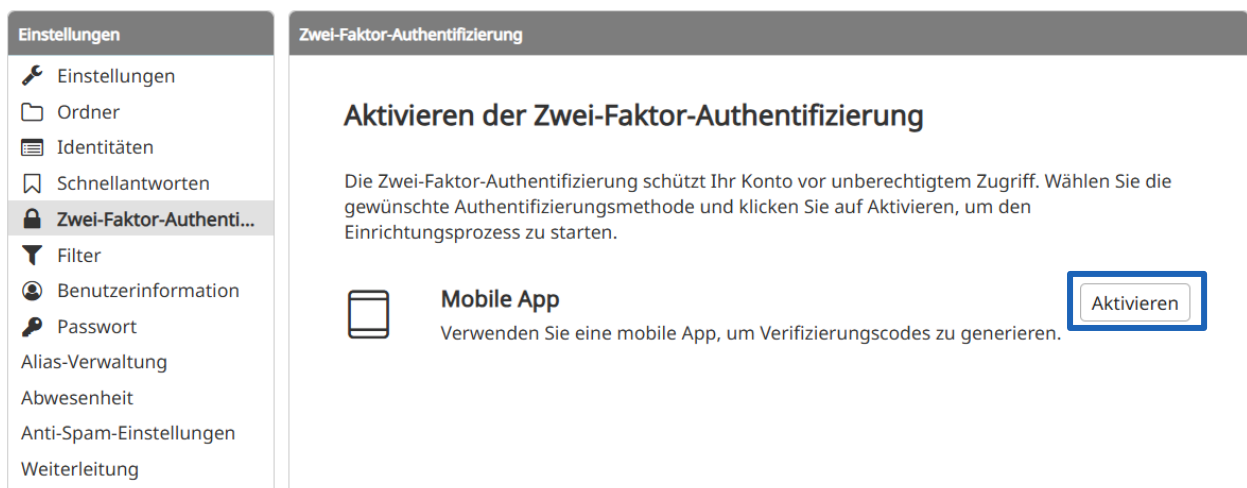 Einstellungen
Einstellungen
Ordner
Identitäten
Schnellantworten
Zwei-Faktor-Authenti...
Filter
Benutzerinformation
Passwort
Alias-Verwaltung
Abwesenheit
Anti-Spam-Einstellungen
Weiterleitung
Zwei-Faktor-Authentifizierung
Aktivieren der Zwei-Faktor-Authentifizierung
Die Zwei-Faktor-Authentifizierung schützt Ihr Konto vor unberechtigtem Zugriff. Wählen Sie die
gewünschte Authentifizierungsmethode und klicken Sie auf Aktivieren, um den
Einrichtungsprozess zu starten.
Mobile App
Verwenden Sie eine mobile App, um Verifizierungscodes zu generieren.
Aktivieren